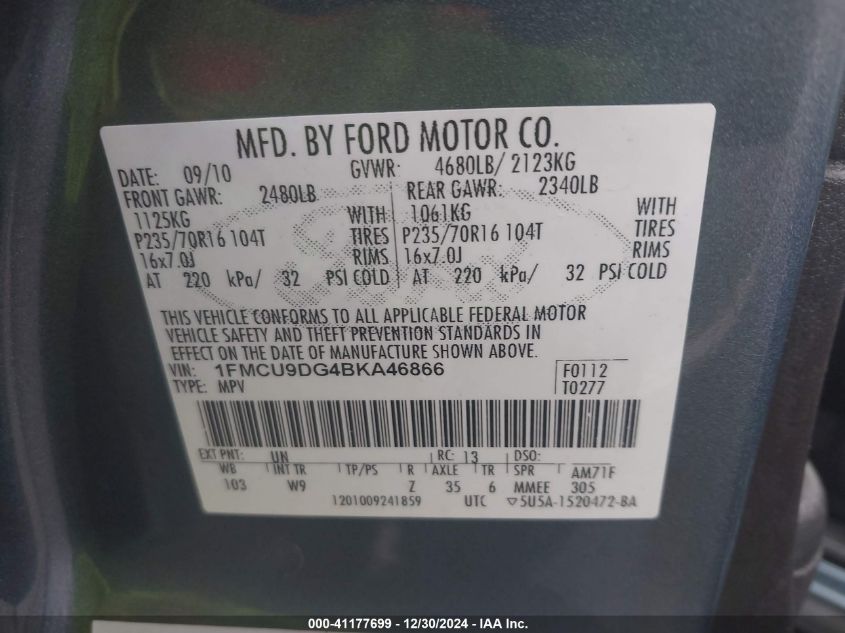 MFD. BY FORD MOTOR CO.
DATE: 09/10 GVWR: 4680LB/ 2123KG
FRONT GAWR: 2480LB REAR GAWR: 2340LB
1125KG WITH 1061KG WITH
P235/70R16 104T TIRES P235/70R16 104T TIRES
16x7.0J RIMS 16x7.0J RIMS
AT 220 kPa/ 32 PSI COLD AT 220 kPa/ 32 PSI COLD
THIS VEHICLE CONFORMS TO ALL APPLICABLE FEDERAL MOTOR
VEHICLE SAFETY AND THEFT PREVENTION STANDARDS IN
EFFECT ON THE DATE OF MANUFACTURE SHOWN ABOVE.
VIN: 1FMCU9DG4BKA46866 F0112
TYPE: MPV T0277
EXT PNT: UN RC: 13 DSO:
WB INT TR TP/PS R AXLE TR SPR AM71F
103 W9 Z 35 6 MMEE 305
1201009241859 UTC ▽5U5A-1520472-BA
000-41177699 - 12/30/2024 - IAA Inc.